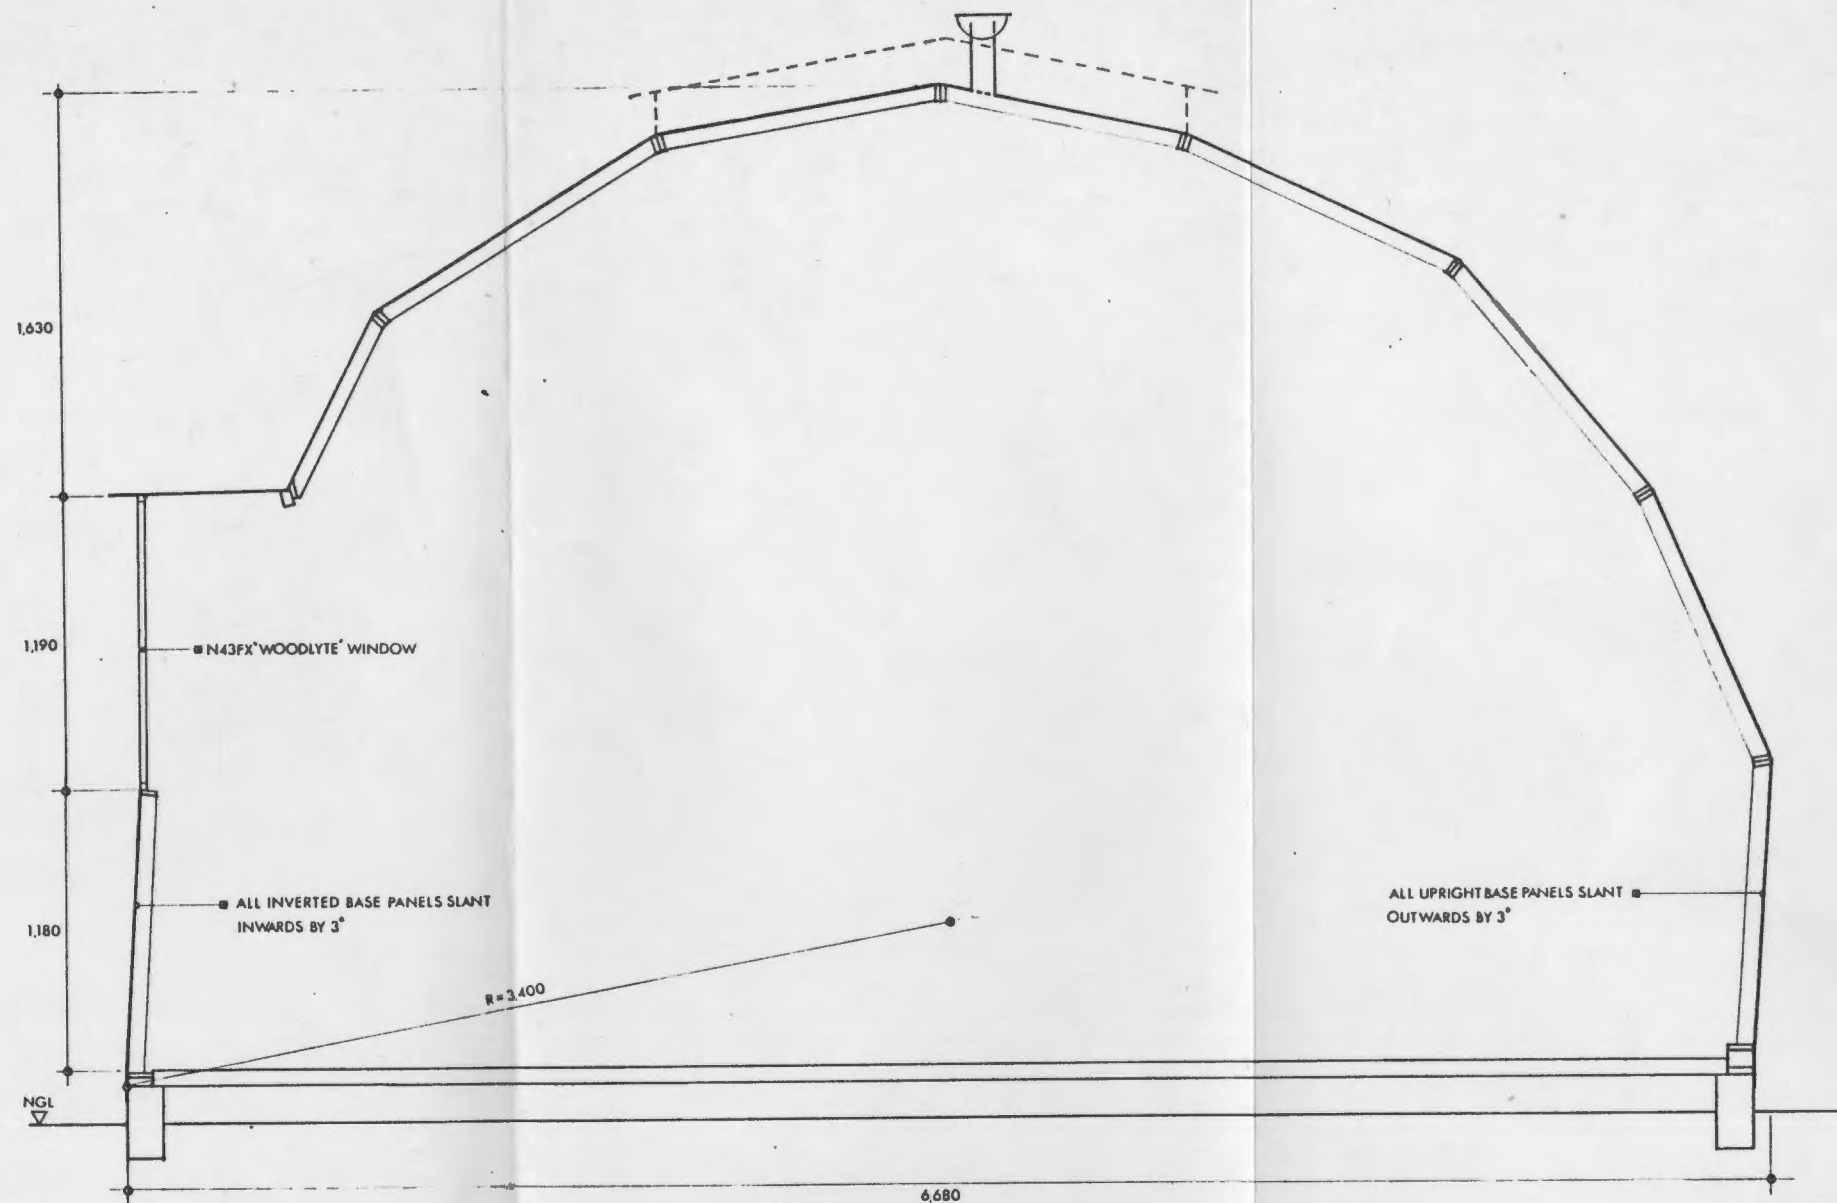 1,630
1,190
N43FX "WOODLYTE" WINDOW
ALL INVERTED BASE PANELS SLANT
INWARDS BY 3°
ALL UPRIGHT BASE PANELS SLANT
OUTWARDS BY 3°
1,180
R=3,400
NGL
6,680